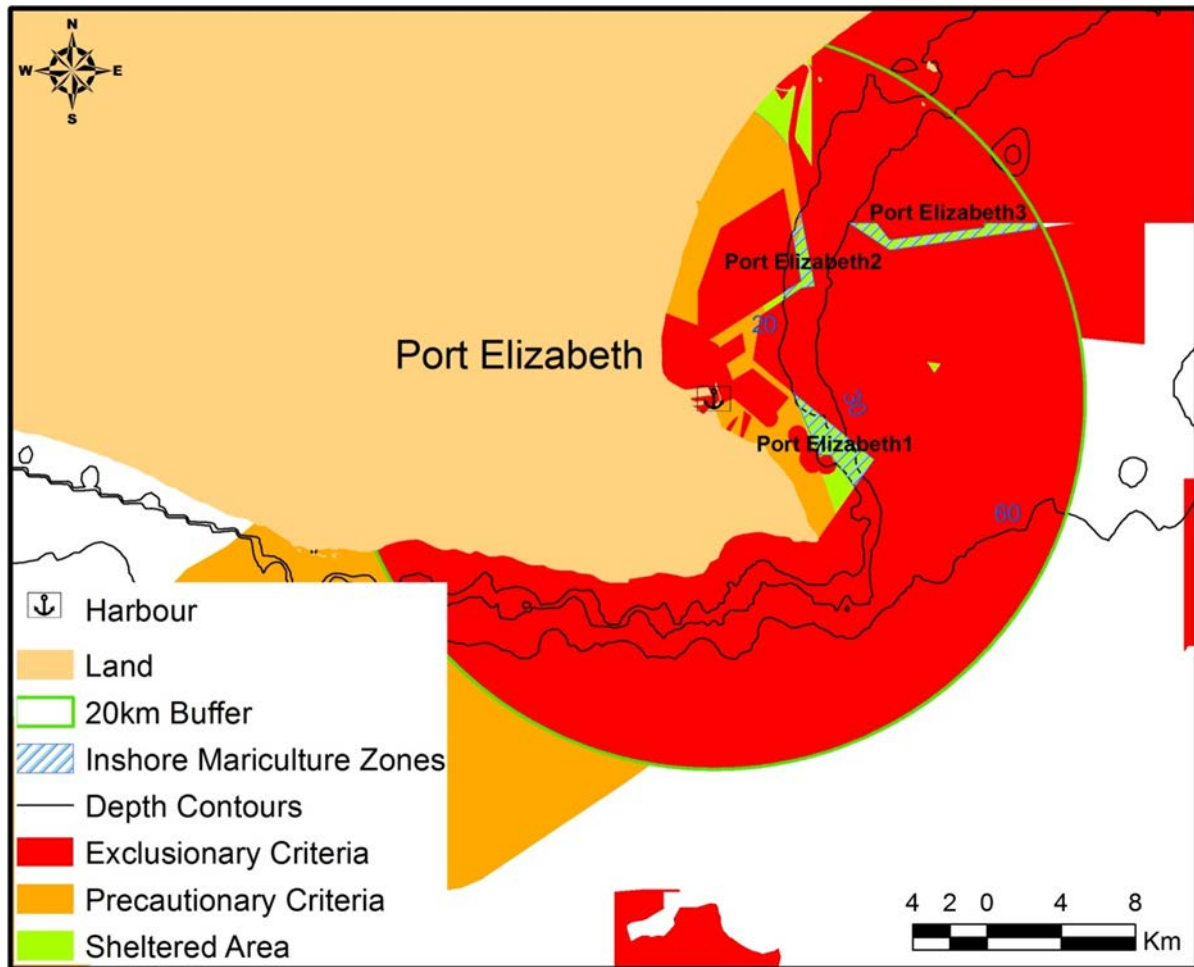 N
W E
S
Port Elizabeth3
Port Elizabeth2
20
Port Elizabeth
30
Port Elizabeth1
60
Harbour
Land
20km Buffer
Inshore Mariculture Zones
Depth Contours
Exclusionary Criteria
Precautionary Criteria
Sheltered Area
4 2 0 4 8
Km